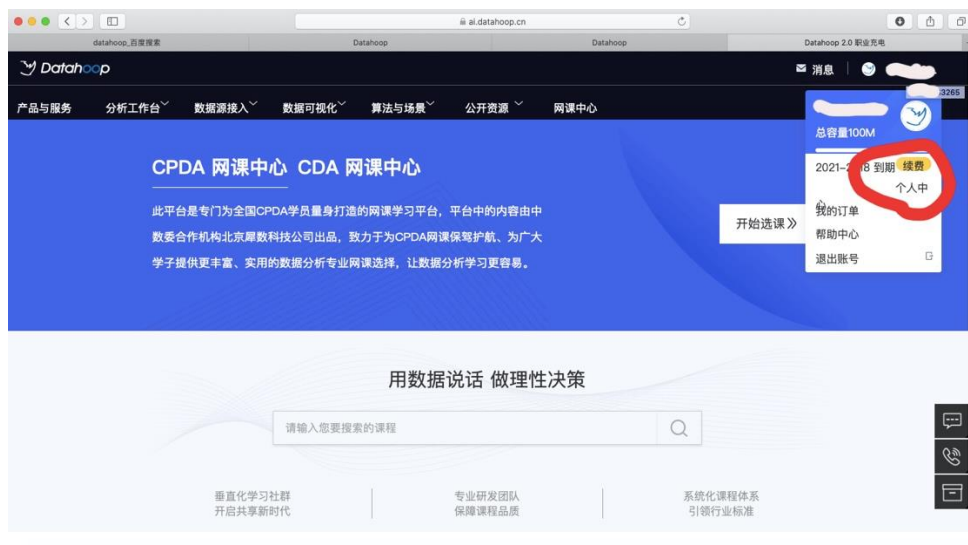 ai.datahoop.cn
datahoop_百度搜索
Datahoop
Datahoop
Datahoop 2.0 职业充电
Datahoop
消息
3265
产品与服务
分析工作台
数据源接入
数据可视化
算法与场景
公开资源
网课中心
总容量100M
到期 续费
个人中
心
我的订单
帮助中心
退出账号
CPDA 网课中心 CDA 网课中心
此平台是专门为全国CPDA学员量身打造的网课学习平台，平台中的内容由中
数委合作机构北京犀数科技公司出品，致力于为CPDA网课保驾护航、为广大
学子提供更丰富、实用的数据分析专业网课选择，让数据分析学习更容易。
开始选课》
用数据说话 做理性决策
请输入您要搜索的课程
垂直化学习社群
开启共享新时代
专业研发团队
保障课程品质
系统化课程体系
引领行业标准